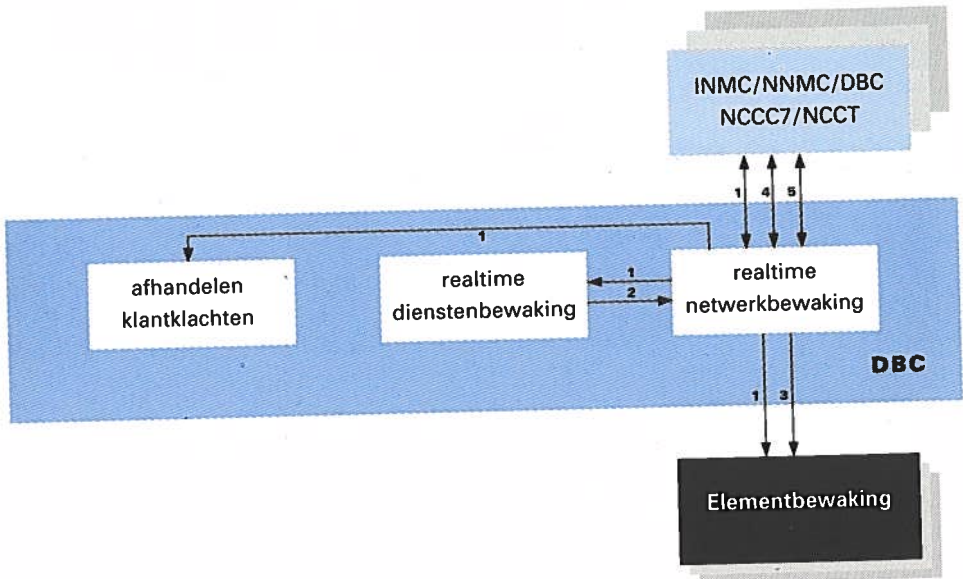 INMC/NNMC/DBC
NCCC7/NCCT
1 4 5
1
afhandelen
klantklachten
realtime
dienstenbewaking
1
2
realtime
netwerkbewaking
DBC
1 3
Elementbewaking